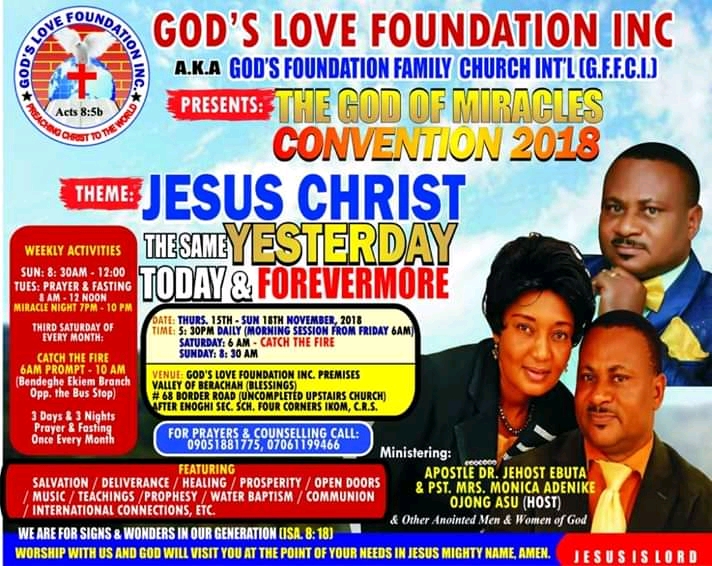 GOD'S LOVE FOUNDATION INC.
Acts 8:5b
PREACHING CHRIST TO THE WORLD
GOD'S LOVE FOUNDATION INC
A.K.A GOD'S FOUNDATION FAMILY CHURCH INT'L (G.F.F.C.I.)
PRESENTS: THE GOD OF MIRACLES
CONVENTION 2018
THEME: JESUS CHRIST
THE SAME YESTERDAY
TODAY & FOREVERMORE
WEEKLY ACTIVITIES
SUN: 8: 30AM - 12:00
TUES: PRAYER & FASTING
8 AM - 12 NOON
MIRACLE NIGHT 7PM - 10 PM
THIRD SATURDAY OF
EVERY MONTH:
CATCH THE FIRE
6AM PROMPT - 10 AM
(Bendeghe Ekiem Branch
Opp. the Bus Stop)
3 Days & 3 Nights
Prayer & Fasting
Once Every Month
DATE: THURS. 15TH - SUN 18TH NOVEMBER, 2018
TIME: 5: 30PM DAILY (MORNING SESSION FROM FRIDAY 6AM)
SATURDAY: 6 AM - CATCH THE FIRE
SUNDAY: 8: 30 AM
VENUE: GOD'S LOVE FOUNDATION INC. PREMISES
VALLEY OF BERACHAH (BLESSINGS)
# 68 BORDER ROAD (UNCOMPLETED UPSTAIRS CHURCH)
AFTER ENOGHI SEC. SCH. FOUR CORNERS IKOM, C.R.S.
FOR PRAYERS & COUNSELLING CALL:
09051881775, 07061199466
FEATURING
SALVATION / DELIVERANCE / HEALING / PROSPERITY / OPEN DOORS
/ MUSIC / TEACHINGS /PROPHESY / WATER BAPTISM / COMMUNION
/ INTERNATIONAL CONNECTIONS, ETC.
Ministering:
APOSTLE DR. JEHOST EBUTA
& PST. MRS. MONICA ADENIKE
OJONG ASU (HOST)
& Other Anointed Men & Women of God
WE ARE FOR SIGNS & WONDERS IN OUR GENERATION (ISA. 8: 18)
WORSHIP WITH US AND GOD WILL VISIT YOU AT THE POINT OF YOUR NEEDS IN JESUS MIGHTY NAME, AMEN.
JESUS IS LORD